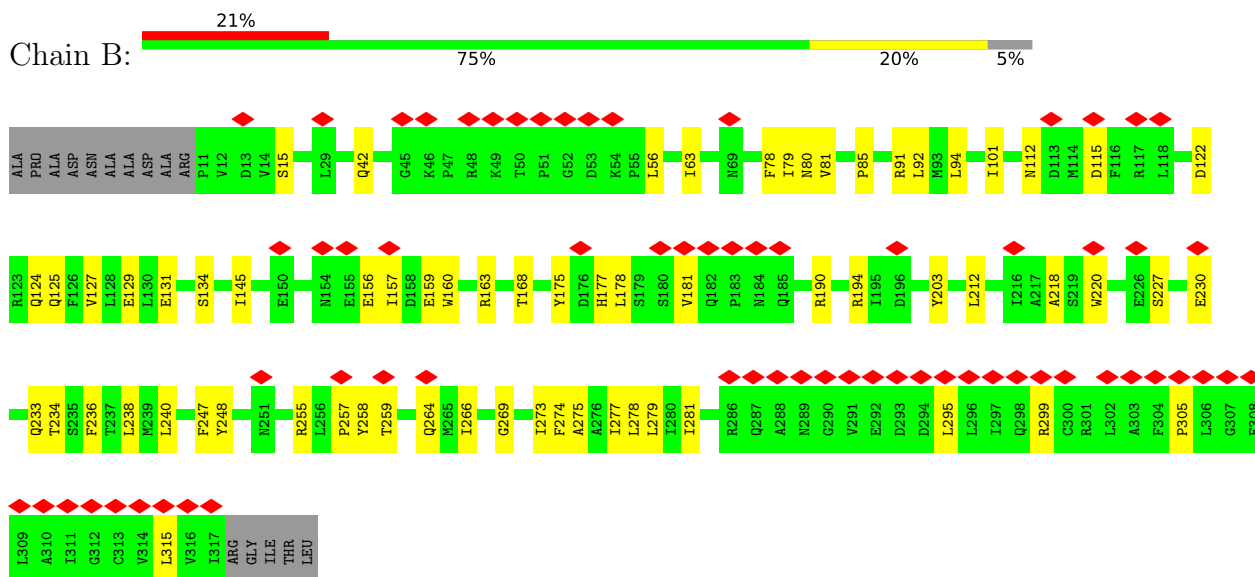 21%
Chain B:
75% 20% 5%
ALA PRO ALA ASP ASN ALA ALA ASP ALA ARG P11 V12 D13 V14 S15 L29 Q42 G45 K46 P47 R48 K49 T50 P51 G52 D53 K54 P55 L56 I63 N69 F78 I79 N80 V81 P85 R91 L92 M93 L94 I101 N112 D113 M114 D115 F116 R117 L118 D122
R123 Q124 Q125 F126 V127 L128 E129 L130 E131 S134 I145 E150 N154 E155 E156 I157 D158 E159 W160 R163 T168 Y175 D176 H177 L178 S179 S180 V181 Q182 P183 N184 Q185 R190 R194 I195 D196 Y203 L212 I216 A217 A218 S219 W220 E226 S227 E230
Q233 T234 S235 F236 T237 L238 M239 L240 F247 Y248 N251 R255 L256 P257 Y258 T259 Q264 M265 I266 G269 I273 F274 A275 A276 I277 L278 L279 I280 I281 R286 Q287 A288 N289 G290 V291 E292 D293 D294 L295 L296 I297 Q298 R299 C300 R301 L302 A303 F304 P305 L306 G307
L309 A310 I311 G312 C313 V314 L315 V316 I317 ARG GLY ILE THR LEU